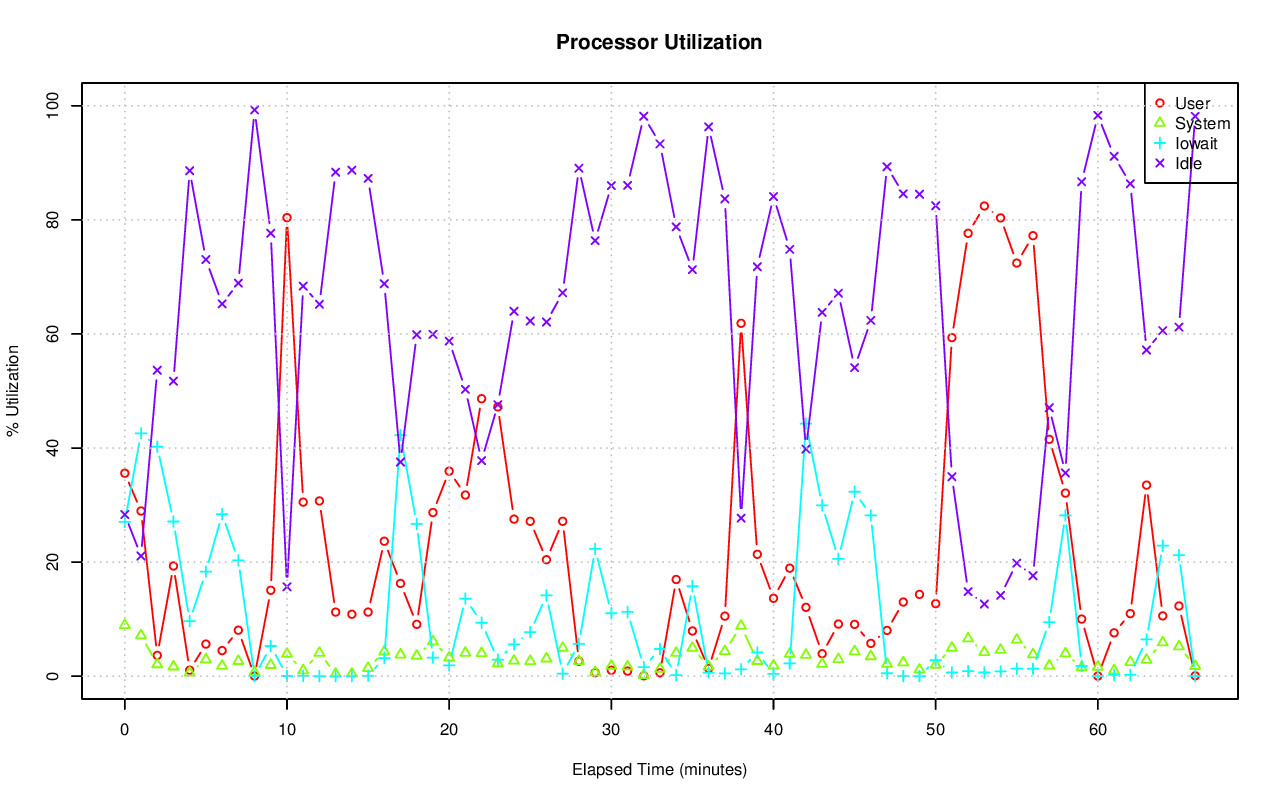 Processor Utilization
% Utilization
100
80
60
40
20
0
User
System
Iowait
Idle
0 10 20 30 40 50 60
Elapsed Time (minutes)